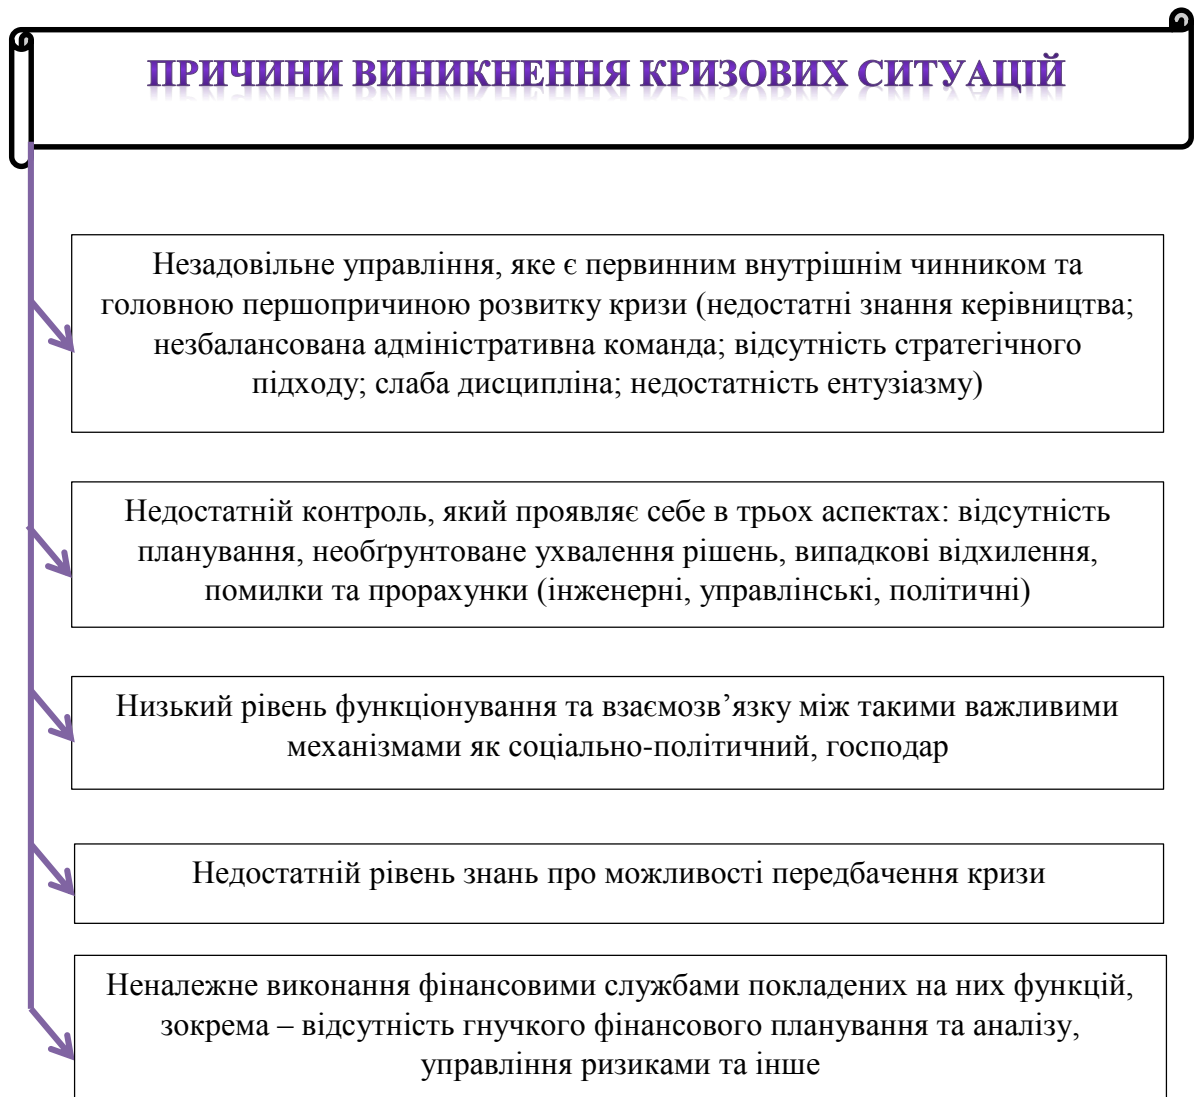 ПРИЧИНИ ВИНИКНЕННЯ КРИЗОВИХ СИТУАЦІЙ
Незадовільне управління, яке є первинним внутрішнім чинником та
головною першопричиною розвитку кризи (недостатні знання керівництва;
незбалансована адміністративна команда; відсутність стратегічного
підходу; слаба дисципліна; недостатність ентузіазму)
Недостатній контроль, який проявляє себе в трьох аспектах: відсутність
планування, необґрунтоване ухвалення рішень, випадкові відхилення,
помилки та прорахунки (інженерні, управлінські, політичні)
Низький рівень функціонування та взаємозв’язку між такими важливими
механізмами як соціально-політичний, господар
Недостатній рівень знань про можливості передбачення кризи
Неналежне виконання фінансовими службами покладених на них функцій,
зокрема – відсутність гнучкого фінансового планування та аналізу,
управління ризиками та інше